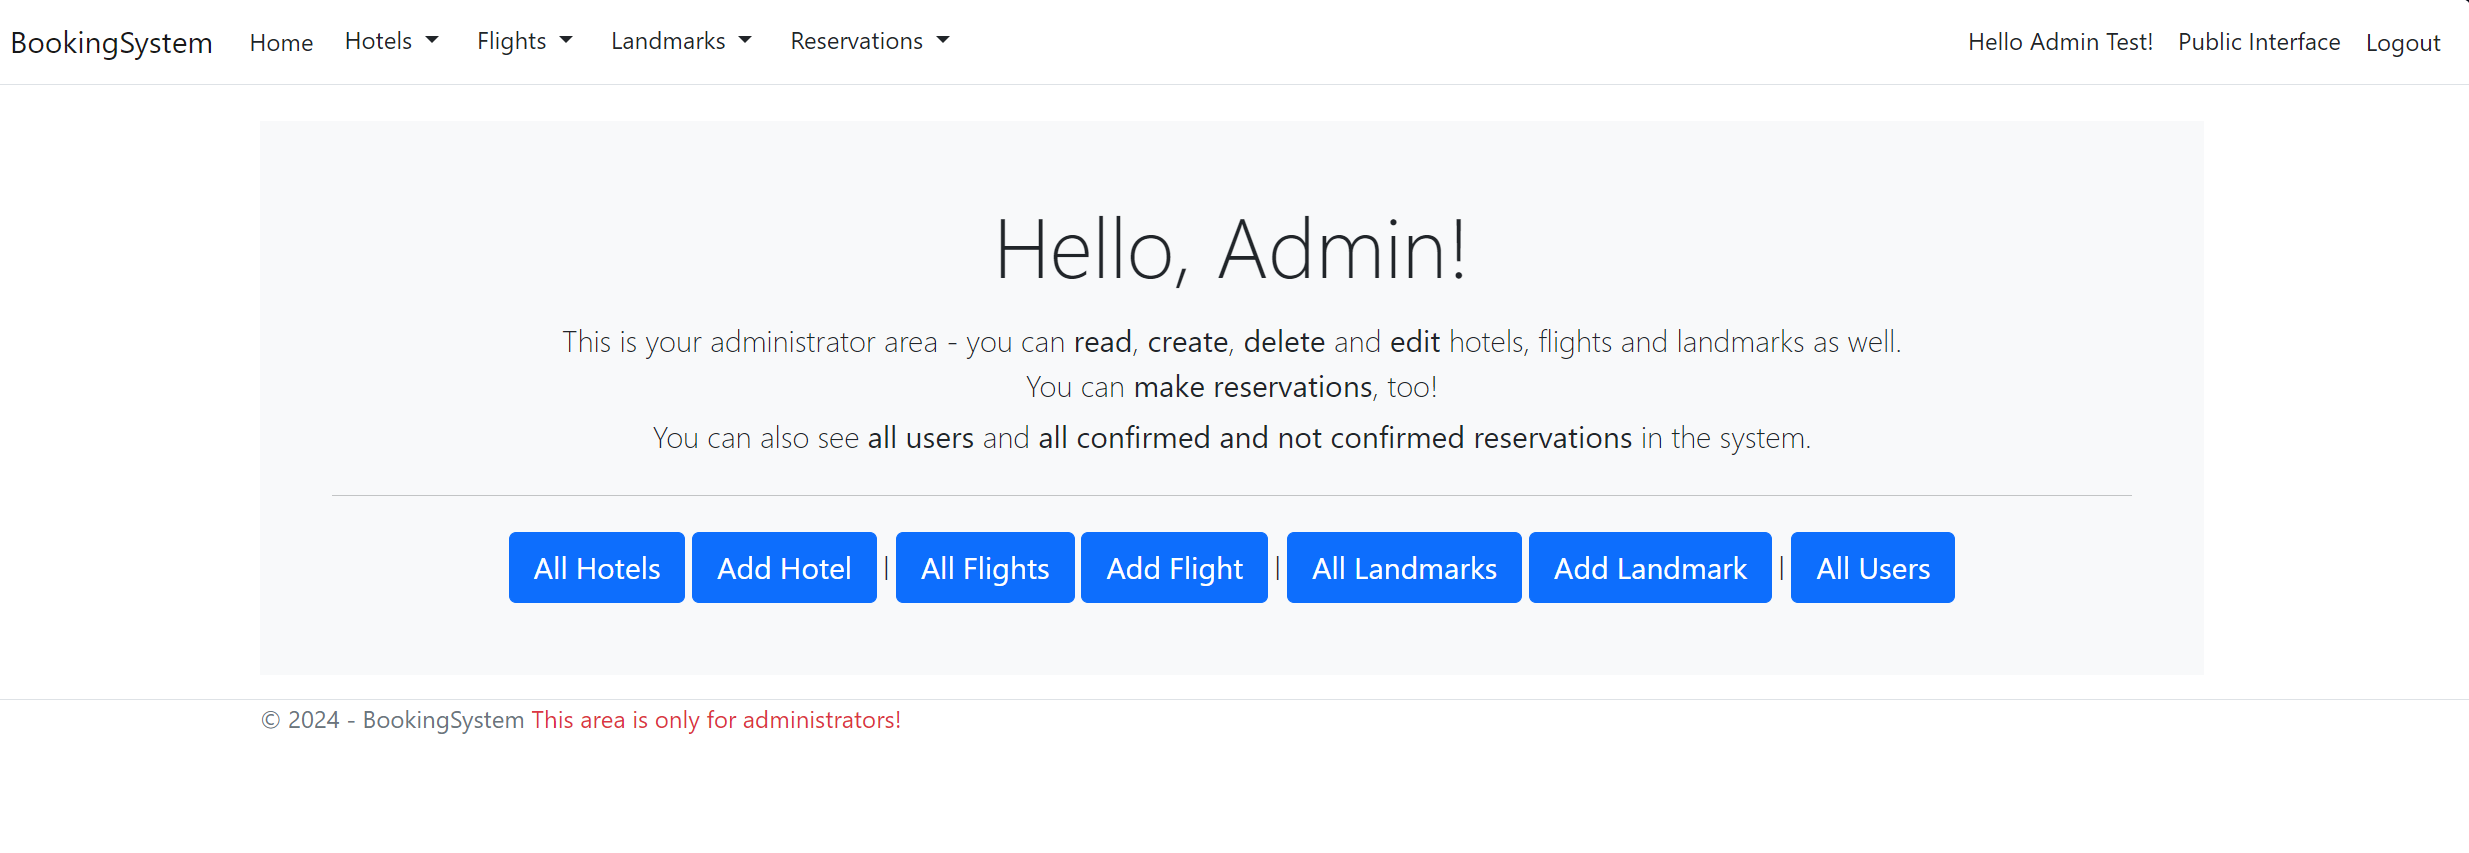 BookingSystem Home Hotels Flights Landmarks Reservations Hello Admin Test! Public Interface Logout
Hello, Admin!
This is your administrator area - you can read, create, delete and edit hotels, flights and landmarks as well.
You can make reservations, too!
You can also see all users and all confirmed and not confirmed reservations in the system.
All Hotels Add Hotel | All Flights Add Flight | All Landmarks Add Landmark | All Users
© 2024 - BookingSystem This area is only for administrators!